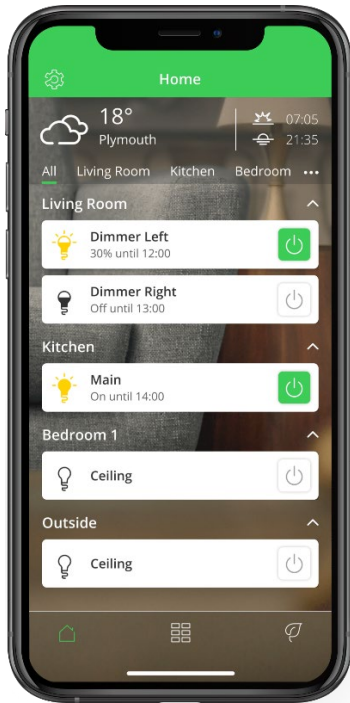 Home
18°
Plymouth
07:05
21:35
All Living Room Kitchen Bedroom •••
Living Room
Dimmer Left
30% until 12:00
Dimmer Right
Off until 13:00
Kitchen
Main
On until 14:00
Bedroom 1
Ceiling
Outside
Ceiling